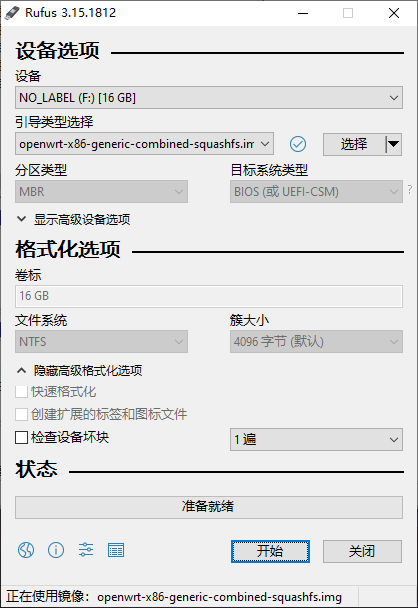 Rufus 3.15.1812
设备选项
设备
NO_LABEL (F:) [16 GB]
引导类型选择
openwrt-x86-generic-combined-squashfs.im
选择
分区类型
目标系统类型
MBR
BIOS (或 UEFI-CSM)
?
显示高级设备选项
格式化选项
卷标
16 GB
文件系统
簇大小
NTFS
4096 字节 (默认)
隐藏高级格式化选项
快速格式化
创建扩展的标签和图标文件
检查设备坏块
1 遍
状态
准备就绪
开始
关闭
正在使用镜像: openwrt-x86-generic-combined-squashfs.img